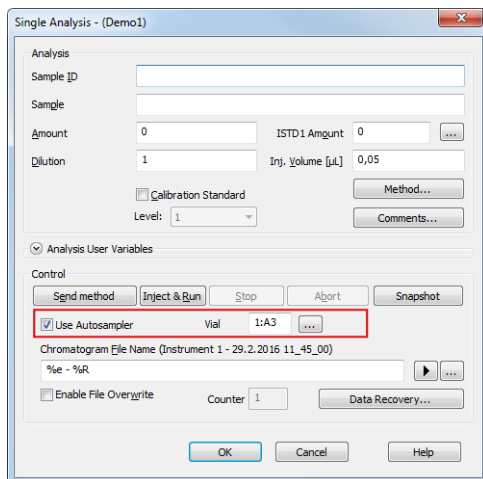 Single Analysis - (Demo1)
Analysis
Sample ID
Sample
Amount 0 ISTD1 Amount 0 ...
Dilution 1 Inj. Volume [µL] 0,05
Calibration Standard Method...
Level: 1 Comments...
Analysis User Variables
Control
Send method Inject & Run Stop Abort Snapshot
Use Autosampler Vial 1:A3 ...
Chromatogram File Name (Instrument 1 - 29.2.2016 11_45_00)
%e - %R ...
Enable File Overwrite Counter 1 Data Recovery...
OK Cancel Help